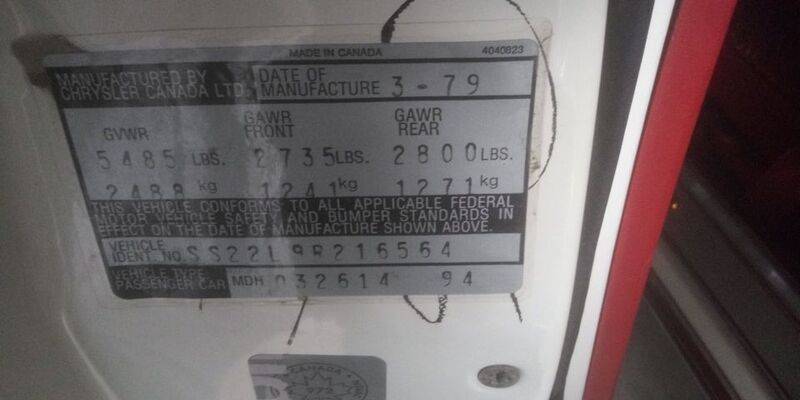 MADE IN CANADA 4040823
MANUFACTURED BY CHRYSLER CANADA LTD.
DATE OF MANUFACTURE 3-79
GVWR GAWR FRONT GAWR REAR
5485 LBS. 2735 LBS. 2800 LBS.
2488 kg 1241 kg 1271 kg
THIS VEHICLE CONFORMS TO ALL APPLICABLE FEDERAL
MOTOR VEHICLE SAFETY AND BUMPER STANDARDS IN
EFFECT ON THE DATE OF MANUFACTURE SHOWN ABOVE.
VEHICLE IDENT. NO. SS22L9R216564
VEHICLE TYPE PASSENGER CAR MDH 032614 94
CANADA